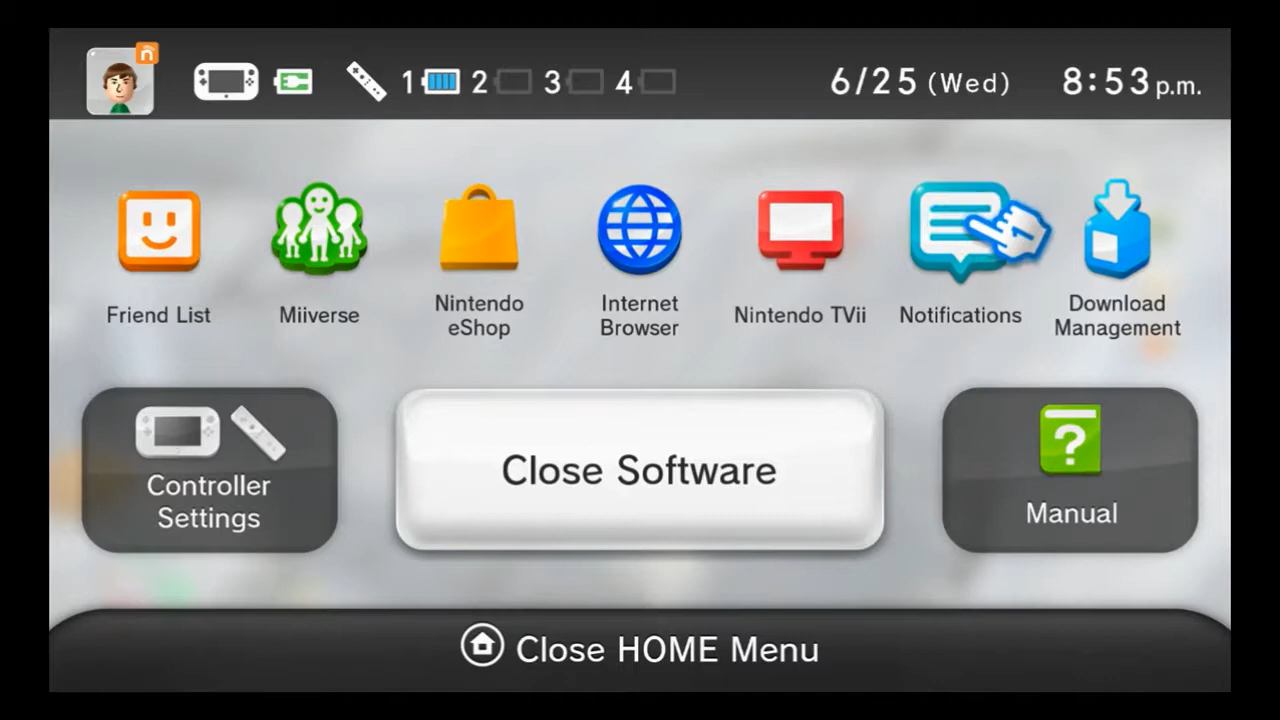 1 2 3 4 6/25 (Wed) 8:53 p.m.
Friend List
Miiverse
Nintendo
eShop
Internet
Browser
Nintendo TVii
Notifications
Download
Management
Controller
Settings
Close Software
?
Manual
Close HOME Menu